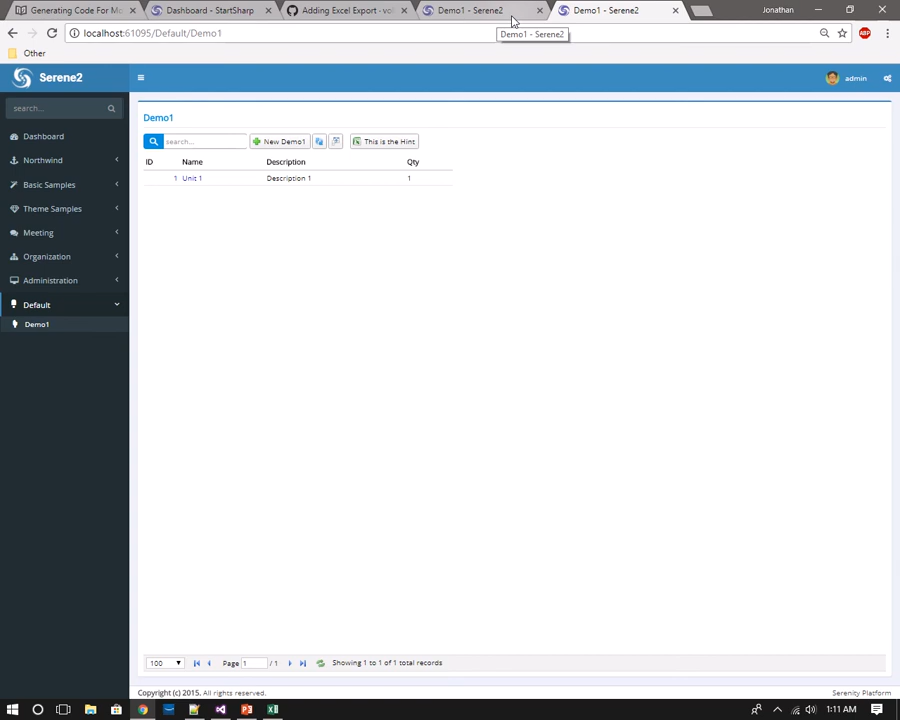 Generating Code For Mo
Dashboard - StartSharp
Adding Excel Export - vol
Demo1 - Serene2
Demo1 - Serene2
Jonathan
localhost:61095/Default/Demo1
Demo1 - Serene2
ABP
Other
Serene2
admin
search...
Demo1
Dashboard
search...
New Demo1
This is the Hint
Northwind
ID Name Description Qty
1 Unit 1 Description 1 1
Basic Samples
Theme Samples
Meeting
Organization
Administration
Default
Demo1
100 Page 1 / 1 Showing 1 to 1 of 1 total records
Copyright (c) 2015. All rights reserved.
Serenity Platform
1:11 AM